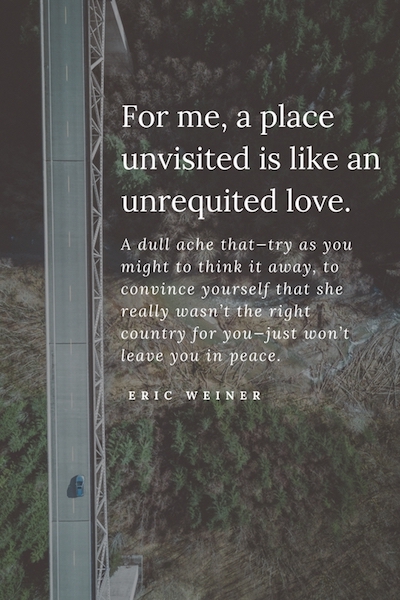 For me, a place
unvisited is like an
unrequited love.
A dull ache that—try as you
might to think it away, to
convince yourself that she
really wasn't the right
country for you—just won't
leave you in peace.
ERIC WEINER